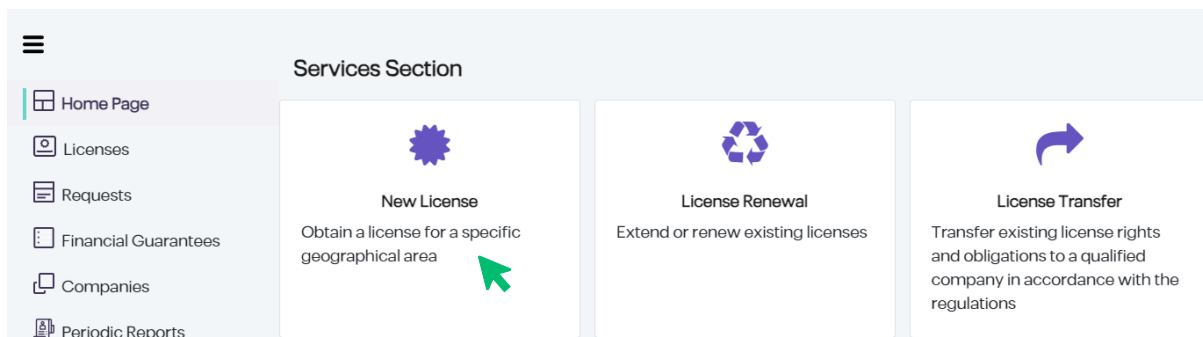 Services Section
Home Page
Licenses
Requests
Financial Guarantees
Companies
Periodic Reports
New License
Obtain a license for a specific
geographical area
License Renewal
Extend or renew existing licenses
License Transfer
Transfer existing license rights
and obligations to a qualified
company in accordance with the
regulations